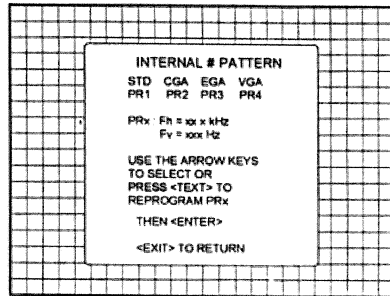 INTERNAL # PATTERN
STD CGA EGA VGA
PR1 PR2 PR3 PR4
PRx Fh = xx x kHz
Fv = xxx Hz
USE THE ARROW KEYS
TO SELECT OR
PRESS <TEXT> TO
REPROGRAM PRx
THEN <ENTER>
<EXIT> TO RETURN